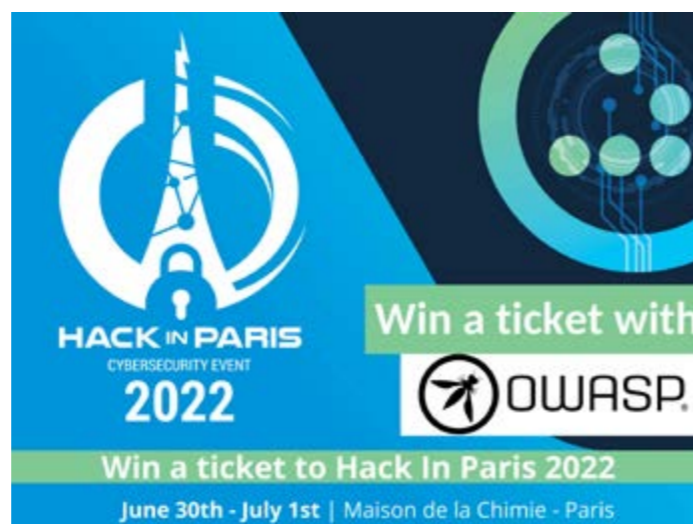 HACK IN PARIS
CYBERSECURITY EVENT
2022
Win a ticket with
OWASP.
Win a ticket to Hack In Paris 2022
June 30th - July 1st | Maison de la Chimie - Paris